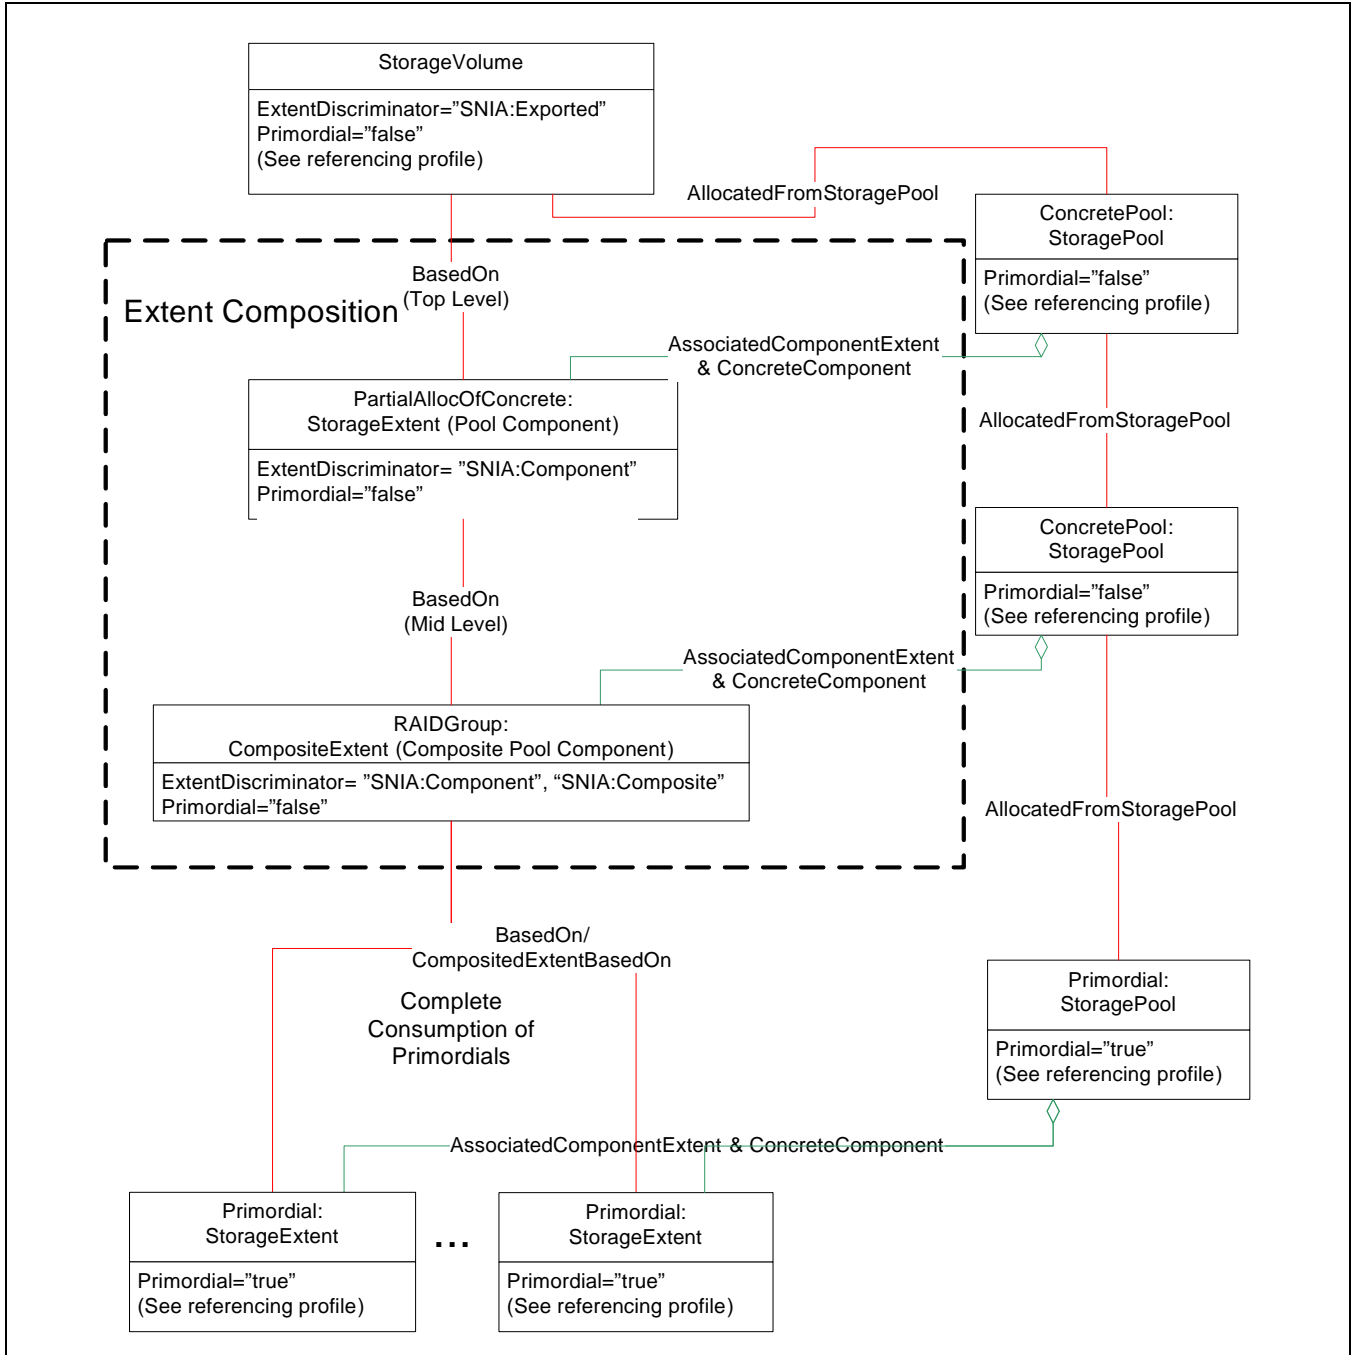 StorageVolume
ExtentDiscriminator=”SNIA:Exported”
Primordial=”false”
(See referencing profile)
AllocatedFromStoragePool
ConcretePool:
StoragePool
Primordial=”false”
(See referencing profile)
BasedOn
(Top Level)
Extent Composition
AssociatedComponentExtent
& ConcreteComponent
PartialAllocOfConcrete:
StorageExtent (Pool Component)
ExtentDiscriminator= ”SNIA:Component”
Primordial=”false”
AllocatedFromStoragePool
ConcretePool:
StoragePool
Primordial=”false”
(See referencing profile)
BasedOn
(Mid Level)
AssociatedComponentExtent
& ConcreteComponent
RAIDGroup:
CompositeExtent (Composite Pool Component)
ExtentDiscriminator= ”SNIA:Component”, “SNIA:Composite”
Primordial=”false”
AllocatedFromStoragePool
BasedOn/
CompositedExtentBasedOn
Complete
Consumption of
Primordials
Primordial:
StoragePool
Primordial=”true”
(See referencing profile)
AssociatedComponentExtent & ConcreteComponent
Primordial:
StorageExtent
Primordial=”true”
(See referencing profile)
...
Primordial:
StorageExtent
Primordial=”true”
(See referencing profile)